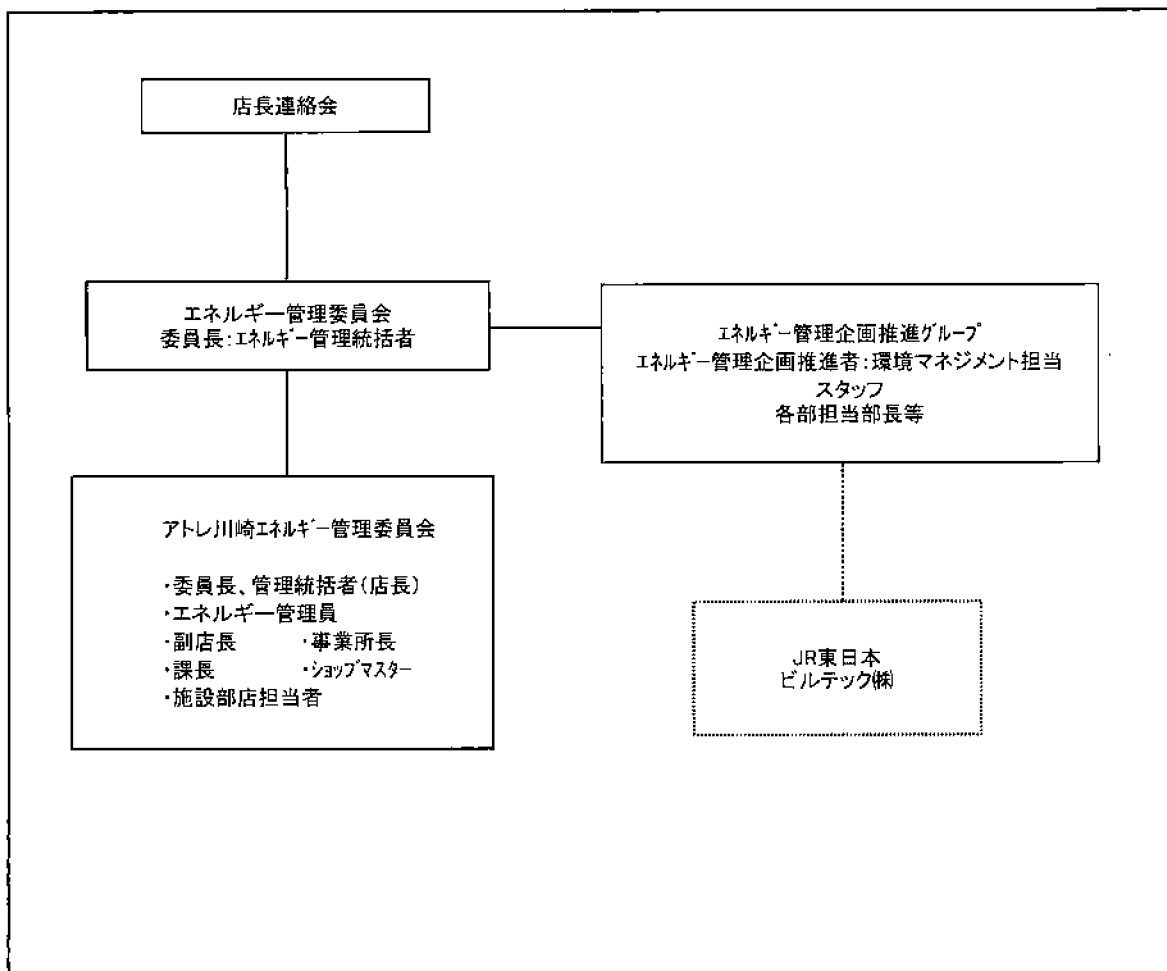 店長連絡会
エネルギー管理委員会
委員長:エネルギー管理統括者
エネルギー管理企画推進グループ
エネルギー管理企画推進者:環境マネジメント担当
スタッフ
各部担当部長等
アトレ川崎エネルギー管理委員会
・委員長、管理統括者(店長)
・エネルギー管理員
・副店長 ・事業所長
・課長 ・ショップマスター
・施設部店担当者
JR東日本
ビルテック㈱